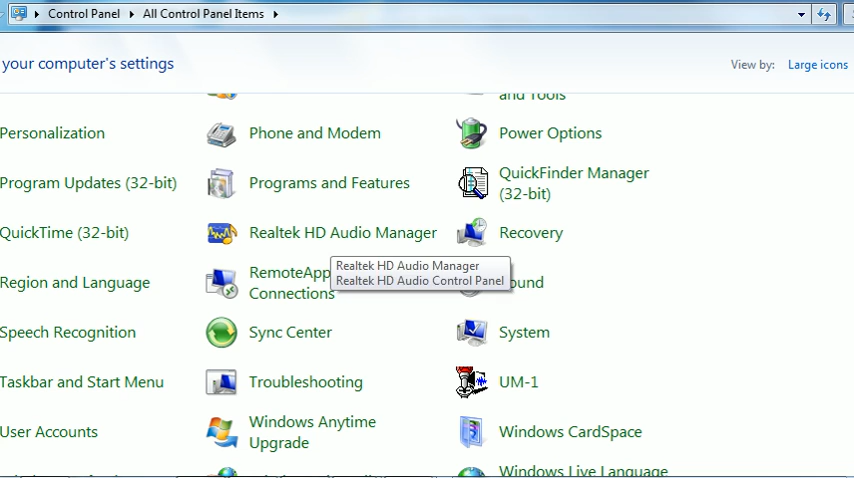 Control Panel
All Control Panel Items
your computer's settings
View by:
Large icons
and Tools
Personalization
Phone and Modem
Power Options
Program Updates (32-bit)
Programs and Features
QuickFinder Manager
(32-bit)
QuickTime (32-bit)
Realtek HD Audio Manager
Recovery
Realtek HD Audio Manager
Realtek HD Audio Control Panel
Region and Language
RemoteApp
Connections
ound
Speech Recognition
Sync Center
System
Taskbar and Start Menu
Troubleshooting
UM-1
User Accounts
Windows Anytime
Upgrade
Windows CardSpace
Windows Live Language